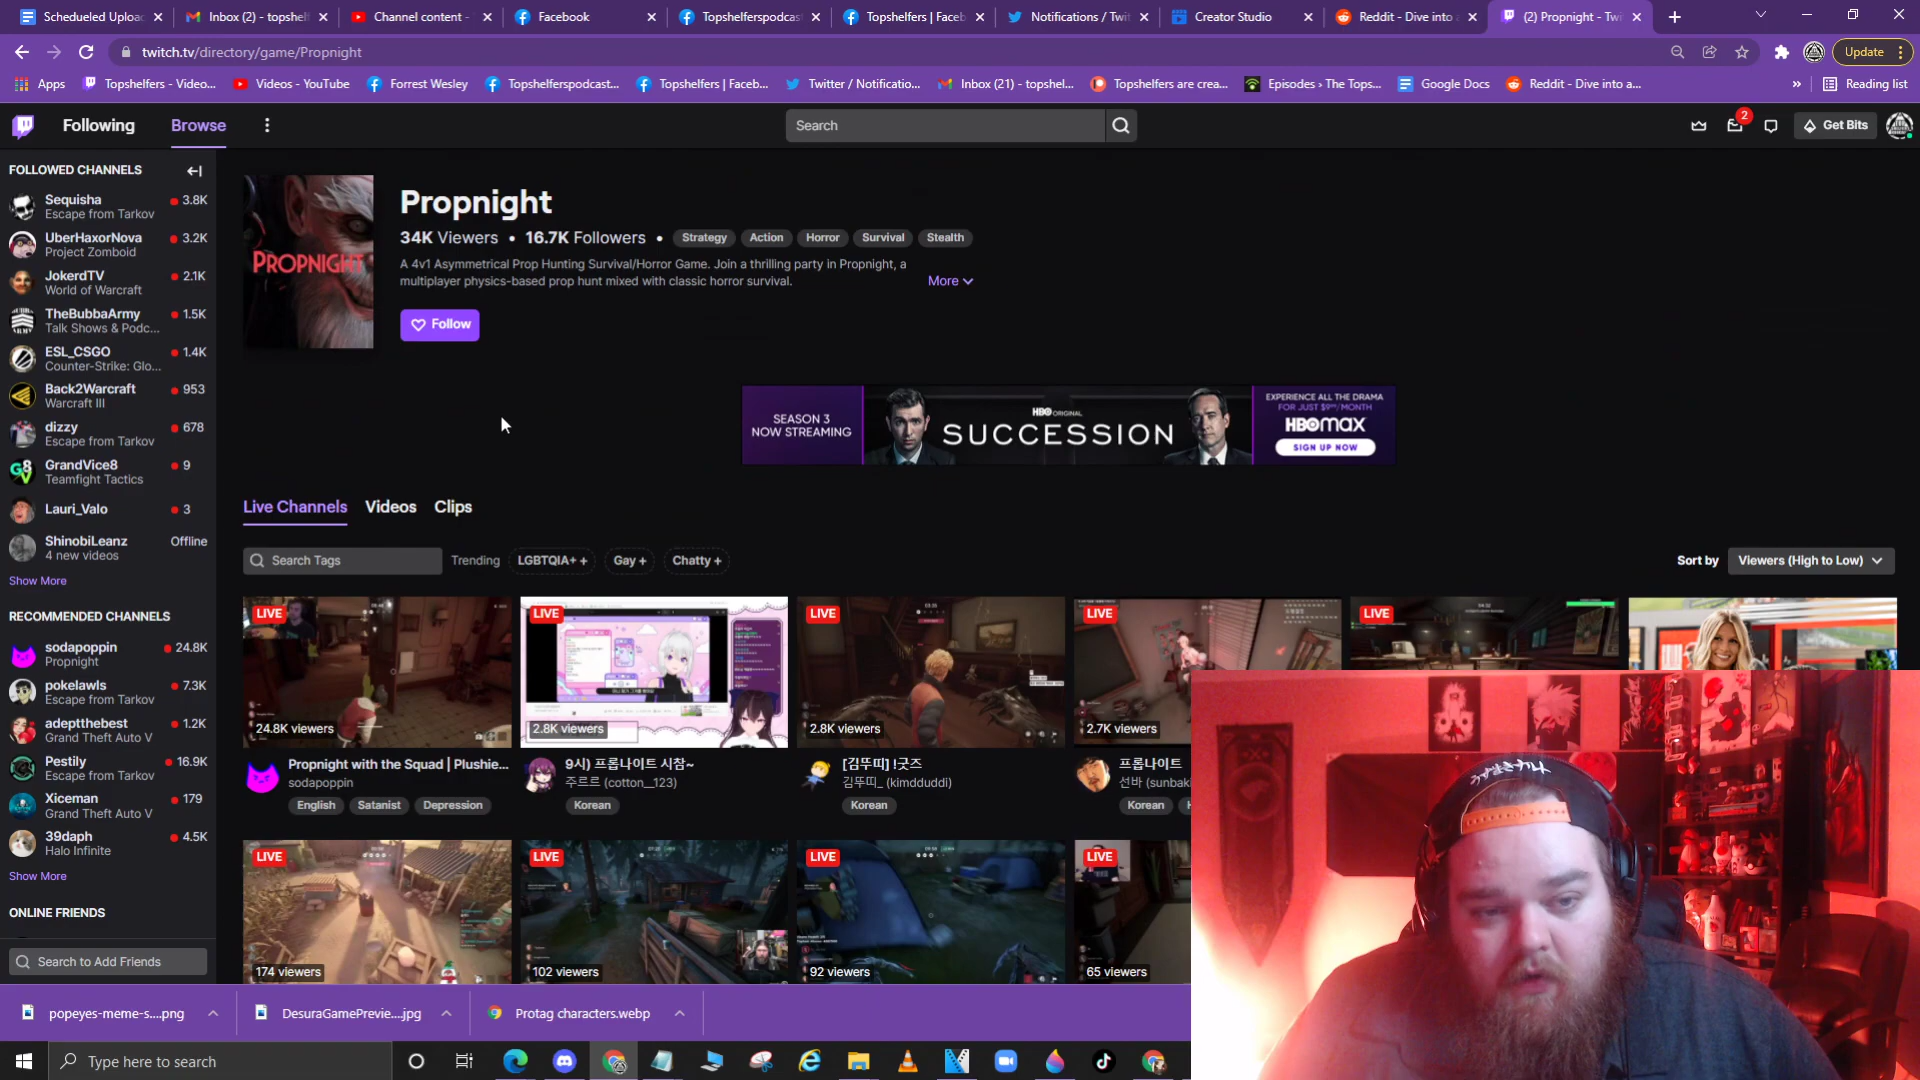 Schedueled Uploa
Inbox (2) - topshel
Channel content -
Facebook
Topshelferspodcas
Topshelfers | Faceb
Notifications / Twi
Creator Studio
Reddit - Dive into
(2) Propnight - Twi
twitch.tv/directory/game/Propnight
Update
Apps
Topshelfers - Video...
Videos - YouTube
Forrest Wesley
Topshelferspodcast...
Topshelfers | Faceb...
Twitter / Notificatio...
Inbox (21) - topshel...
Topshelfers are crea...
Episodes › The Tops...
Google Docs
Reddit - Dive into a...
»
Reading list
Following
Browse
Search
2
Get Bits
FOLLOWED CHANNELS
Sequisha
3.8K
Escape from Tarkov
UberHaxorNova
3.2K
Project Zomboid
JokerdTV
2.1K
World of Warcraft
TheBubbaArmy
1.5K
Talk Shows & Podc...
ESL_CSGO
1.4K
Counter-Strike: Glo...
Back2Warcraft
953
Warcraft III
dizzy
678
Escape from Tarkov
GrandVice8
9
Teamfight Tactics
Lauri_Valo
3
ShinobiLeanz
Offline
4 new videos
Show More
RECOMMENDED CHANNELS
sodapoppin
24.8K
Propnight
pokelawls
7.3K
Escape from Tarkov
adeptthebest
1.2K
Grand Theft Auto V
Pestily
16.9K
Escape from Tarkov
Xiceman
179
Grand Theft Auto V
39daph
4.5K
Halo Infinite
Show More
ONLINE FRIENDS
Search to Add Friends
PROPNIGHT
Propnight
34K Viewers • 16.7K Followers •
Strategy
Action
Horror
Survival
Stealth
A 4v1 Asymmetrical Prop Hunting Survival/Horror Game. Join a thrilling party in Propnight, a
multiplayer physics-based prop hunt mixed with classic horror survival.
More
Follow
SEASON 3
NOW STREAMING
HBO ORIGINAL
SUCCESSION
EXPERIENCE ALL THE DRAMA
FOR JUST $9⁹⁹/MONTH
HBOMAX
SIGN UP NOW
Live Channels
Videos
Clips
Search Tags
Trending
LGBTQIA+ +
Gay +
Chatty +
Sort by
Viewers (High to Low)
LIVE
LIVE
LIVE
LIVE
LIVE
24.8K viewers
2.8K viewers
2.8K viewers
2.7K viewers
Propnight with the Squad | Plushie...
sodapoppin
English
Satanist
Depression
9시) 프롭나이트 시참~
주르르 (cotton__123)
Korean
[김뚜띠] !굿즈
김뚜띠_ (kimdduddi)
Korean
프롭나이트
선바 (sunbaki
Korean
LIVE
LIVE
LIVE
LIVE
174 viewers
102 viewers
92 viewers
65 viewers
popeyes-meme-s....png
DesuraGamePrevie....jpg
Protag characters.webp
Type here to search